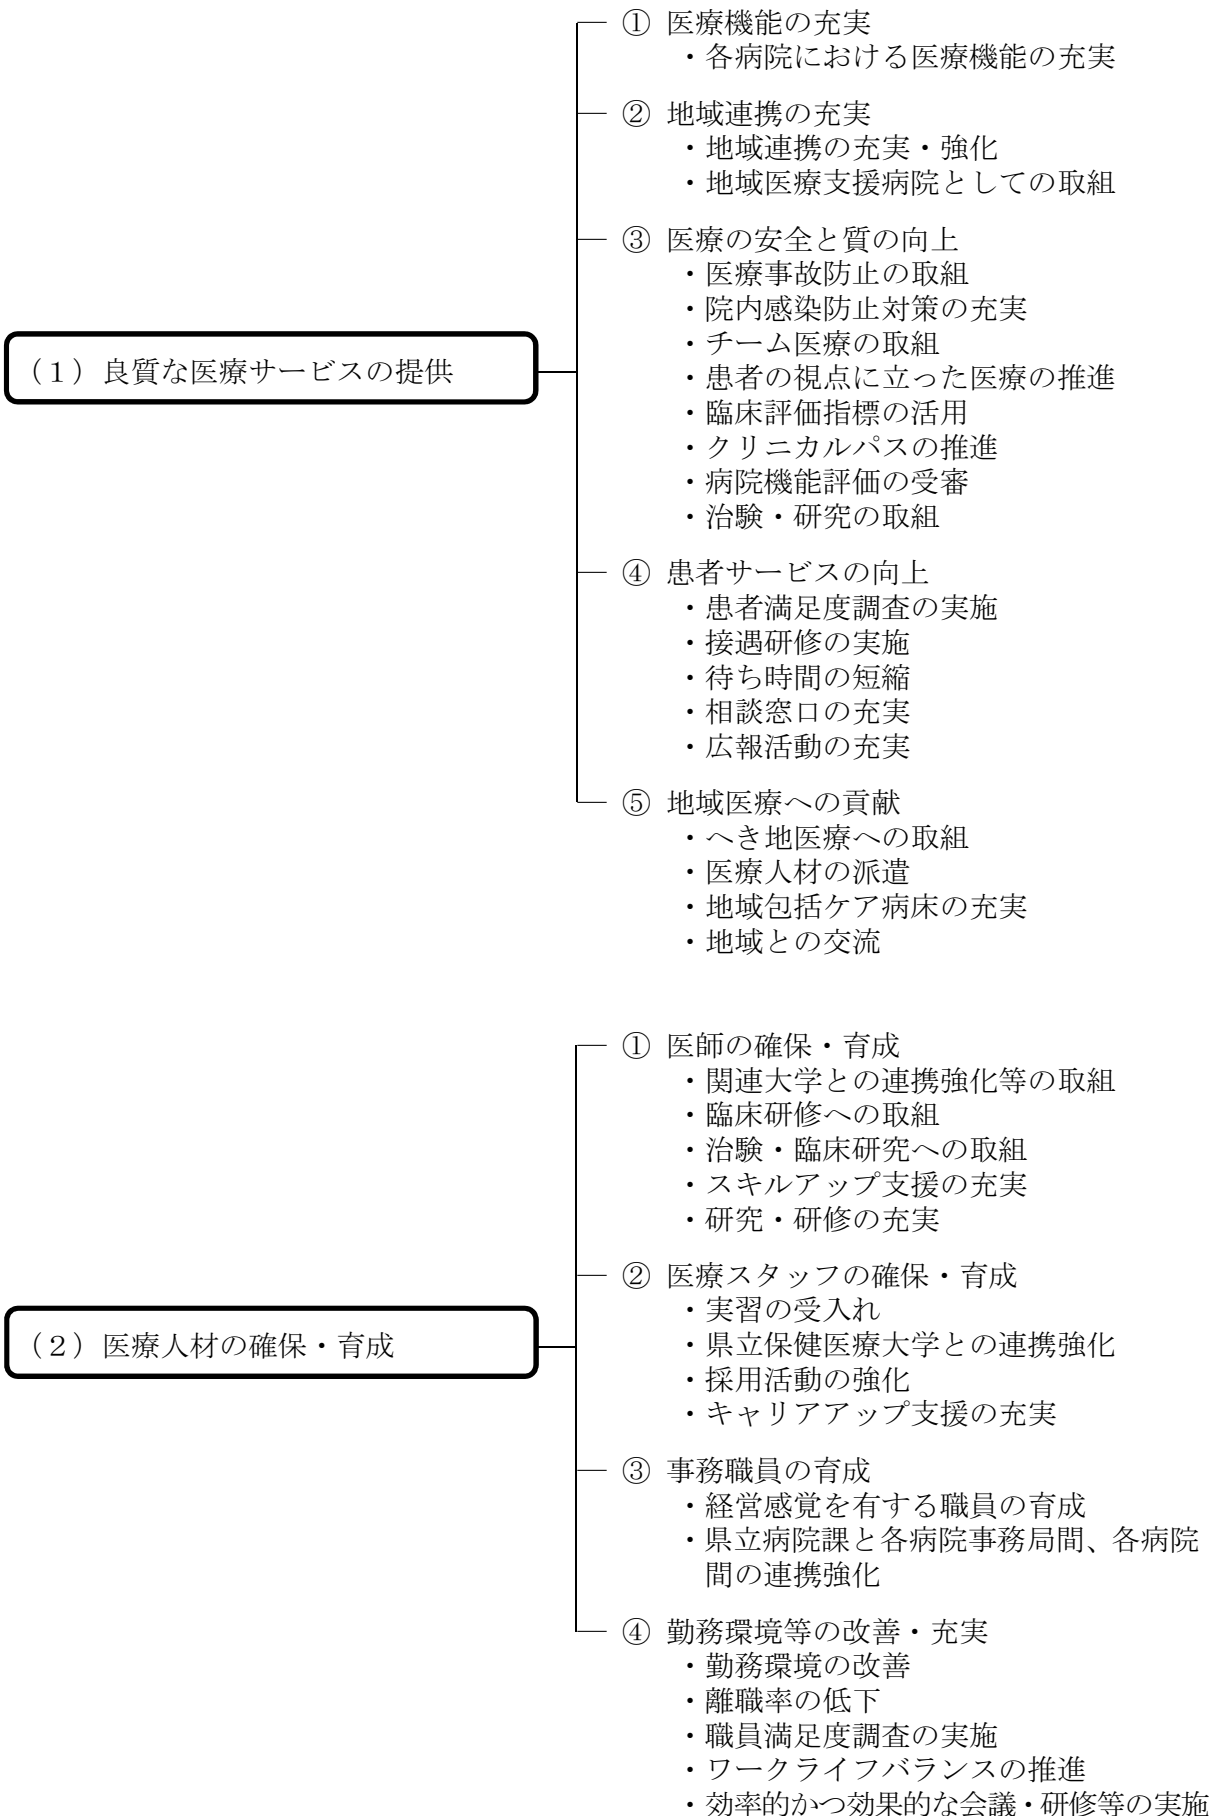 ① 医療機能の充実
・各病院における医療機能の充実
② 地域連携の充実
・地域連携の充実・強化
・地域医療支援病院としての取組
③ 医療の安全と質の向上
・医療事故防止の取組
・院内感染防止対策の充実
・チーム医療の取組
（１）良質な医療サービスの提供
・患者の視点に立った医療の推進
・臨床評価指標の活用
・クリニカルパスの推進
・病院機能評価の受審
・治験・研究の取組
④ 患者サービスの向上
・患者満足度調査の実施
・接遇研修の実施
・待ち時間の短縮
・相談窓口の充実
・広報活動の充実
⑤ 地域医療への貢献
・へき地医療への取組
・医療人材の派遣
・地域包括ケア病床の充実
・地域との交流
① 医師の確保・育成
・関連大学との連携強化等の取組
・臨床研修への取組
・治験・臨床研究への取組
・スキルアップ支援の充実
・研究・研修の充実
② 医療スタッフの確保・育成
・実習の受入れ
（２）医療人材の確保・育成
・県立保健医療大学との連携強化
・採用活動の強化
・キャリアアップ支援の充実
③ 事務職員の育成
・経営感覚を有する職員の育成
・県立病院課と各病院事務局間、各病院
間の連携強化
④ 勤務環境等の改善・充実
・勤務環境の改善
・離職率の低下
・職員満足度調査の実施
・ワークライフバランスの推進
・効率的かつ効果的な会議・研修等の実施